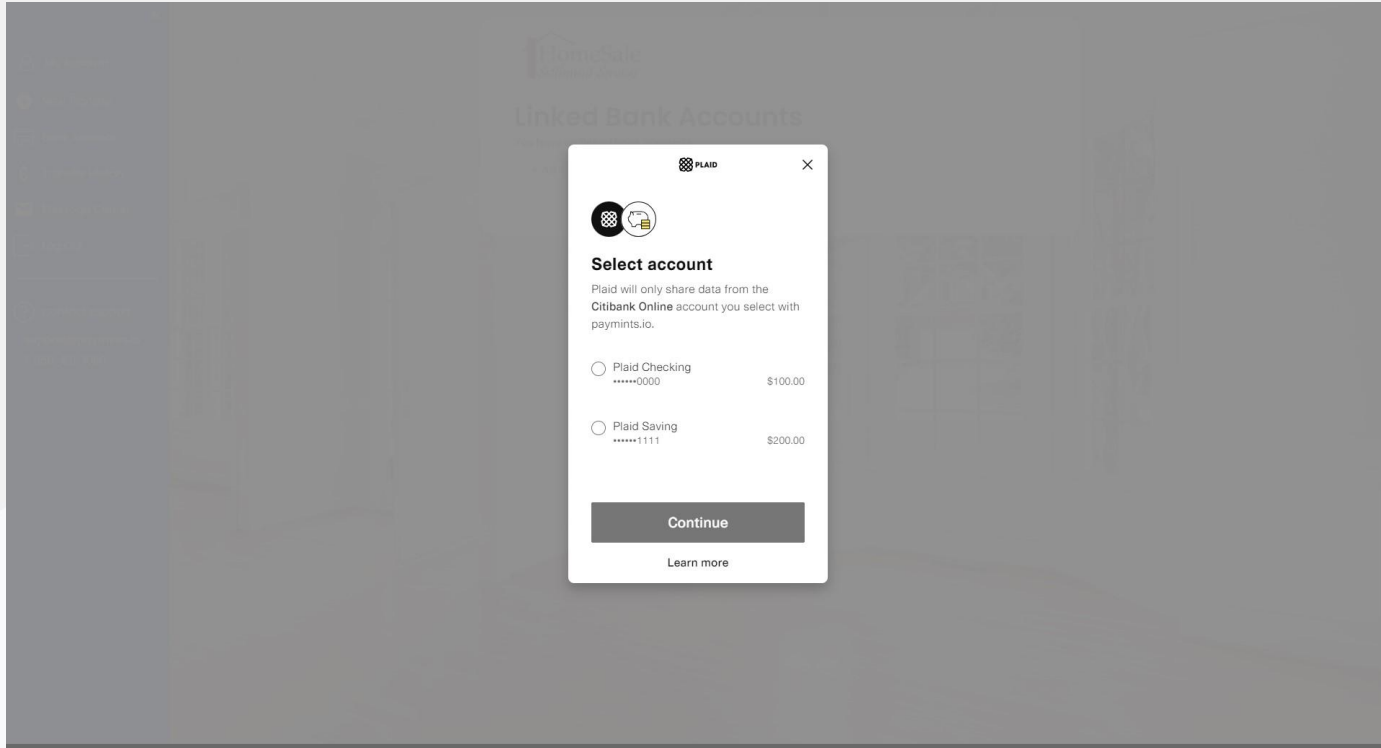 HomeSale
Linked Bank Accounts
PLAID
Select account
Plaid will only share data from the
Citibank Online account you select with
paymints.io.
Plaid Checking
••••••0000 $100.00
Plaid Saving
••••••1111 $200.00
Continue
Learn more